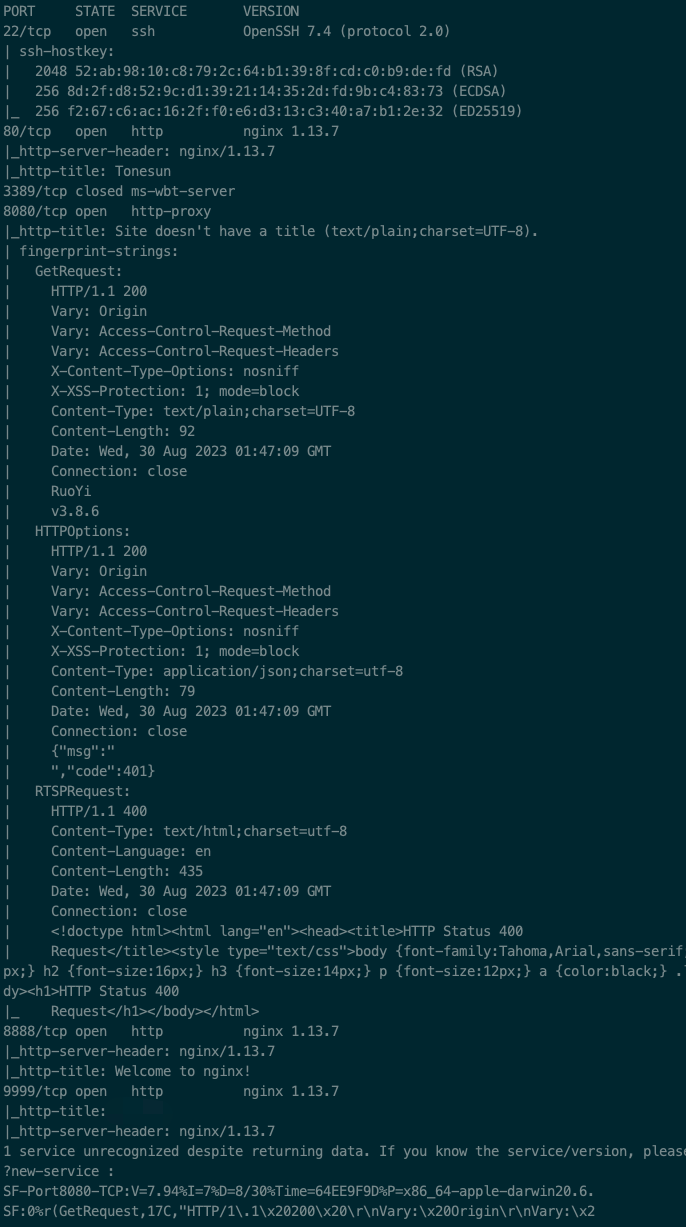 PORT     STATE  SERVICE       VERSION
22/tcp   open   ssh           OpenSSH 7.4 (protocol 2.0)
| ssh-hostkey:
|   2048 52:ab:98:10:c8:79:2c:64:b1:39:8f:cd:c0:b9:de:fd (RSA)
|   256 8d:2f:d8:52:9c:d1:39:21:14:35:2d:fd:9b:c4:83:73 (ECDSA)
|_  256 f2:67:c6:ac:16:2f:f0:e6:d3:13:c3:40:a7:b1:2e:32 (ED25519)
80/tcp   open   http          nginx 1.13.7
|_http-server-header: nginx/1.13.7
|_http-title: Tonesun
3389/tcp closed ms-wbt-server
8080/tcp open   http-proxy
|_http-title: Site doesn't have a title (text/plain;charset=UTF-8).
| fingerprint-strings:
|   GetRequest:
|     HTTP/1.1 200
|     Vary: Origin
|     Vary: Access-Control-Request-Method
|     Vary: Access-Control-Request-Headers
|     X-Content-Type-Options: nosniff
|     X-XSS-Protection: 1; mode=block
|     Content-Type: text/plain;charset=UTF-8
|     Content-Length: 92
|     Date: Wed, 30 Aug 2023 01:47:09 GMT
|     Connection: close
|     RuoYi
|     v3.8.6
|   HTTPOptions:
|     HTTP/1.1 200
|     Vary: Origin
|     Vary: Access-Control-Request-Method
|     Vary: Access-Control-Request-Headers
|     X-Content-Type-Options: nosniff
|     X-XSS-Protection: 1; mode=block
|     Content-Type: application/json;charset=utf-8
|     Content-Length: 79
|     Date: Wed, 30 Aug 2023 01:47:09 GMT
|     Connection: close
|     {"msg":"
|     ","code":401}
|   RTSPRequest:
|     HTTP/1.1 400
|     Content-Type: text/html;charset=utf-8
|     Content-Language: en
|     Content-Length: 435
|     Date: Wed, 30 Aug 2023 01:47:09 GMT
|     Connection: close
|     <!doctype html><html lang="en"><head><title>HTTP Status 400
|     Request</title><style type="text/css">body {font-family:Tahoma,Arial,sans-serif
px;} h2 {font-size:16px;} h3 {font-size:14px;} p {font-size:12px;} a {color:black;} .
dy><h1>HTTP Status 400
|_    Request</h1></body></html>
8888/tcp open   http          nginx 1.13.7
|_http-server-header: nginx/1.13.7
|_http-title: Welcome to nginx!
9999/tcp open   http          nginx 1.13.7
|_http-title:
|_http-server-header: nginx/1.13.7
1 service unrecognized despite returning data. If you know the service/version, pleas
?new-service :
SF-Port8080-TCP:V=7.94%I=7%D=8/30%Time=64EE9F9D%P=x86_64-apple-darwin20.6.
SF:0%r(GetRequest,17C,"HTTP/1\.1\x20200\x20\r\nVary:\x20Origin\r\nVary:\x2